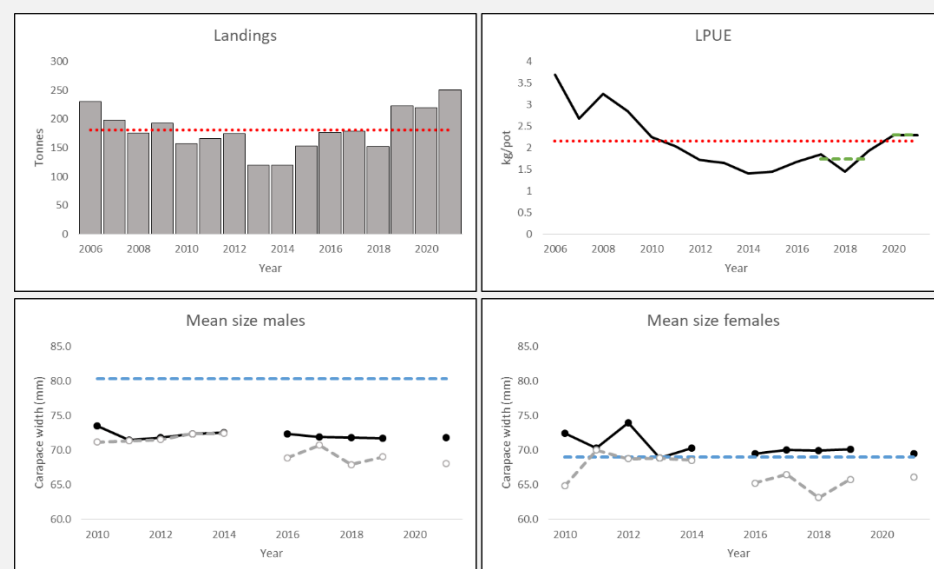 Landings
300
250
200
150
100
50
0
Tonnes
2006 2008 2010 2012 2014 2016 2018 2020
Year
LPUE
4
3.5
3
2.5
2
1.5
1
0.5
0
kg/pot
2006 2008 2010 2012 2014 2016 2018 2020
Year
Mean size males
85.0
80.0
75.0
70.0
65.0
60.0
Carapace width (mm)
2010 2012 2014 2016 2018 2020
Year
Mean size females
85.0
80.0
75.0
70.0
65.0
60.0
Carapace width (mm)
2010 2012 2014 2016 2018 2020
Year